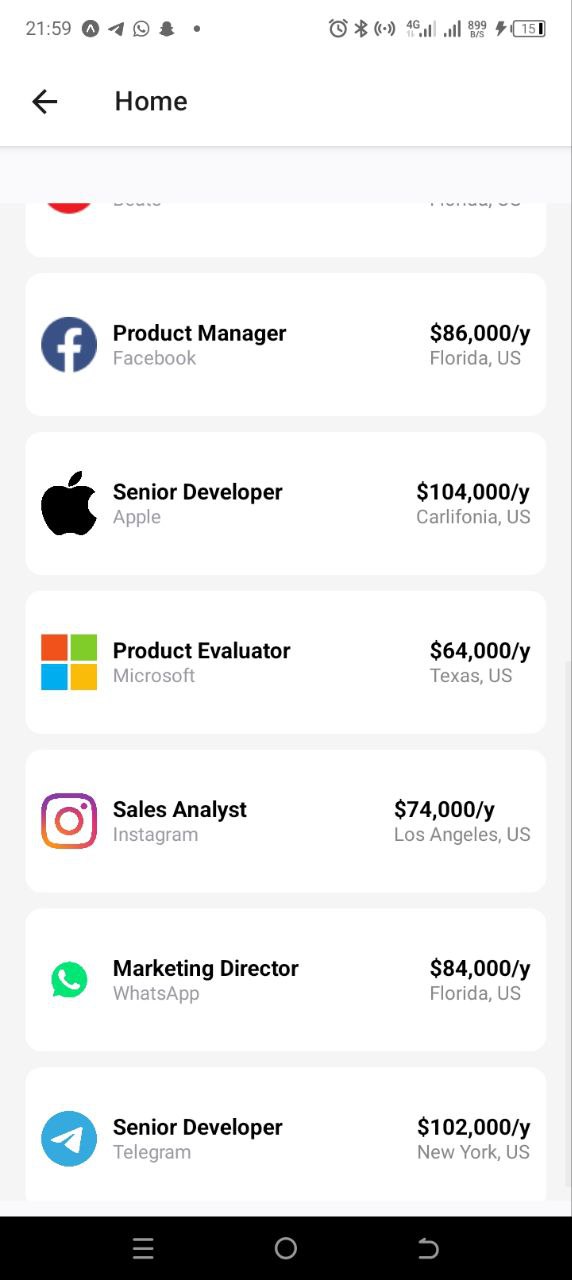 21:59
4G
899
B/S
15
Home
Beats Florida, US
Product Manager $86,000/y
Facebook Florida, US
Senior Developer $104,000/y
Apple Carlifonia, US
Product Evaluator $64,000/y
Microsoft Texas, US
Sales Analyst $74,000/y
Instagram Los Angeles, US
Marketing Director $84,000/y
WhatsApp Florida, US
Senior Developer $102,000/y
Telegram New York, US